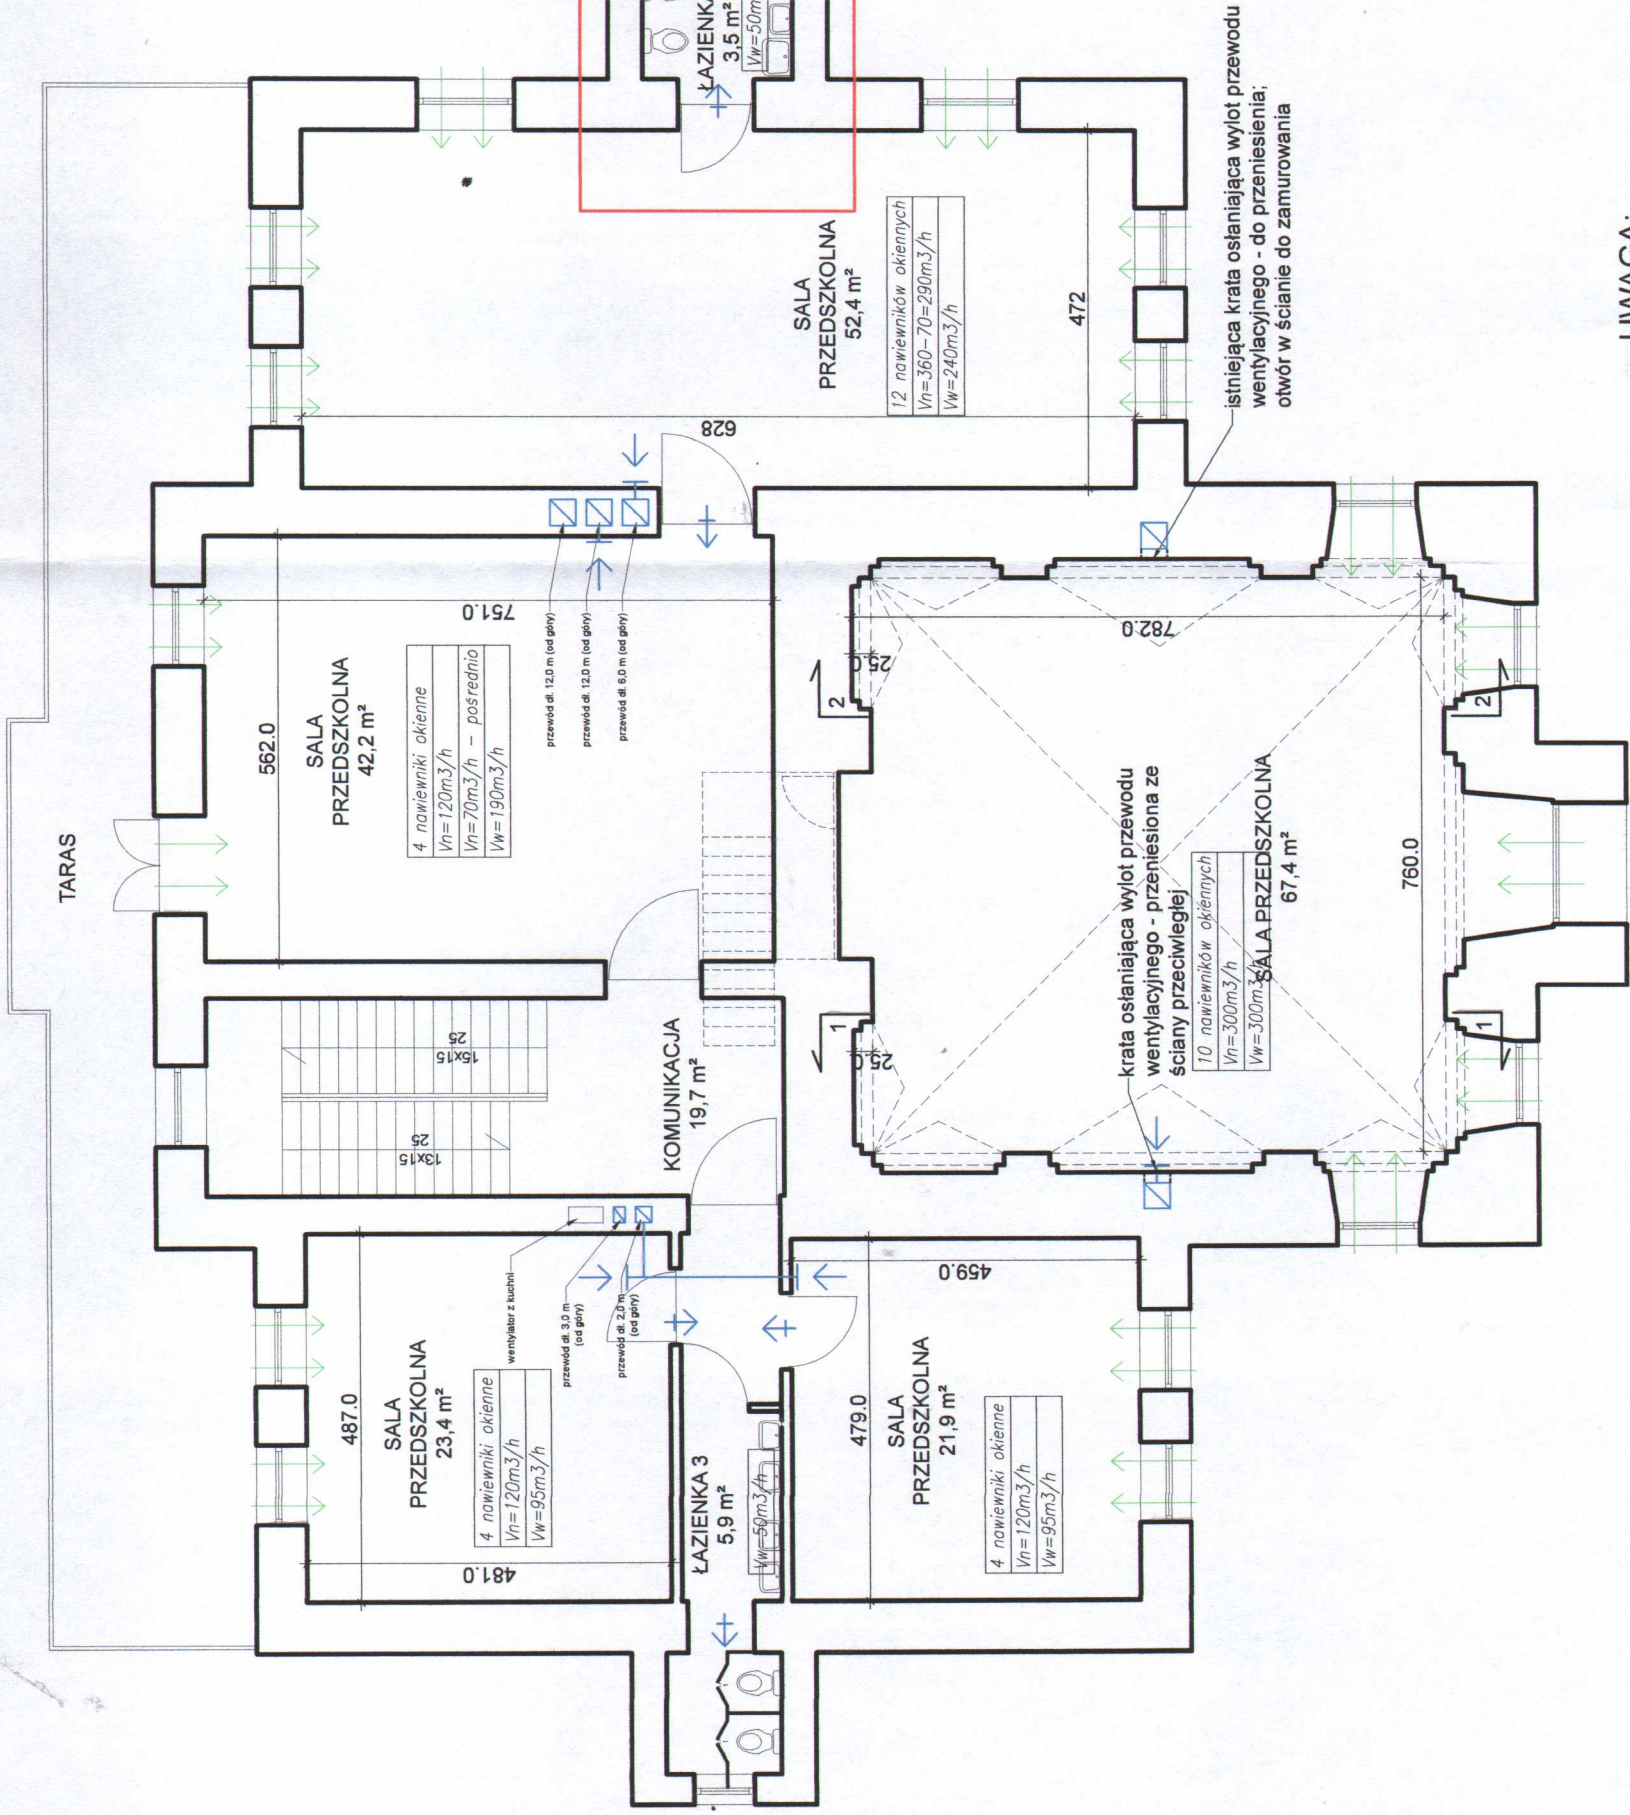 TARAS
562.0
SALA
PRZEDSZKOLNA
42,2 m²
4 nawiewniki okienne
Vn=120m3/h
Vn=70m3/h - pośrednio
Vw=190m3/h
751.0
przewód dł. 12,0 m (od góry)
przewód dł. 12,0 m (od góry)
przewód dł. 6,0 m (od góry)
ŁAZIENKA
3,5 m²
Vw=50m
SALA
PRZEDSZKOLNA
52,4 m²
12 nawiewników okiennych
Vn=360-70=290m3/h
Vw=240m3/h
628
472
istniejąca krata osłaniająca wylot przewodu
wentylacyjnego - do przeniesienia;
otwór w ścianie do zamurowania
UWAGA:
15x15
25
13x15
25
KOMUNIKACJA
19,7 m²
487.0
SALA
PRZEDSZKOLNA
23,4 m²
4 nawiewniki okienne
Vn=120m3/h
Vw=95m3/h
481.0
wentylator z kuchni
przewód dł. 3,0 m
(od góry)
przewód dł. 2,0 m
(od góry)
ŁAZIENKA 3
5,9 m²
Vw=50m3/h
479.0
SALA
PRZEDSZKOLNA
21,9 m²
4 nawiewniki okienne
Vn=120m3/h
Vw=95m3/h
459.0
25.0
25.0
1
1
2
2
782.0
760.0
krata osłaniająca wylot przewodu
wentylacyjnego - przeniesiona ze
ściany przeciwległej
10 nawiewników okiennych
Vn=300m3/h
Vw=300m3/h
SALA PRZEDSZKOLNA
67,4 m²